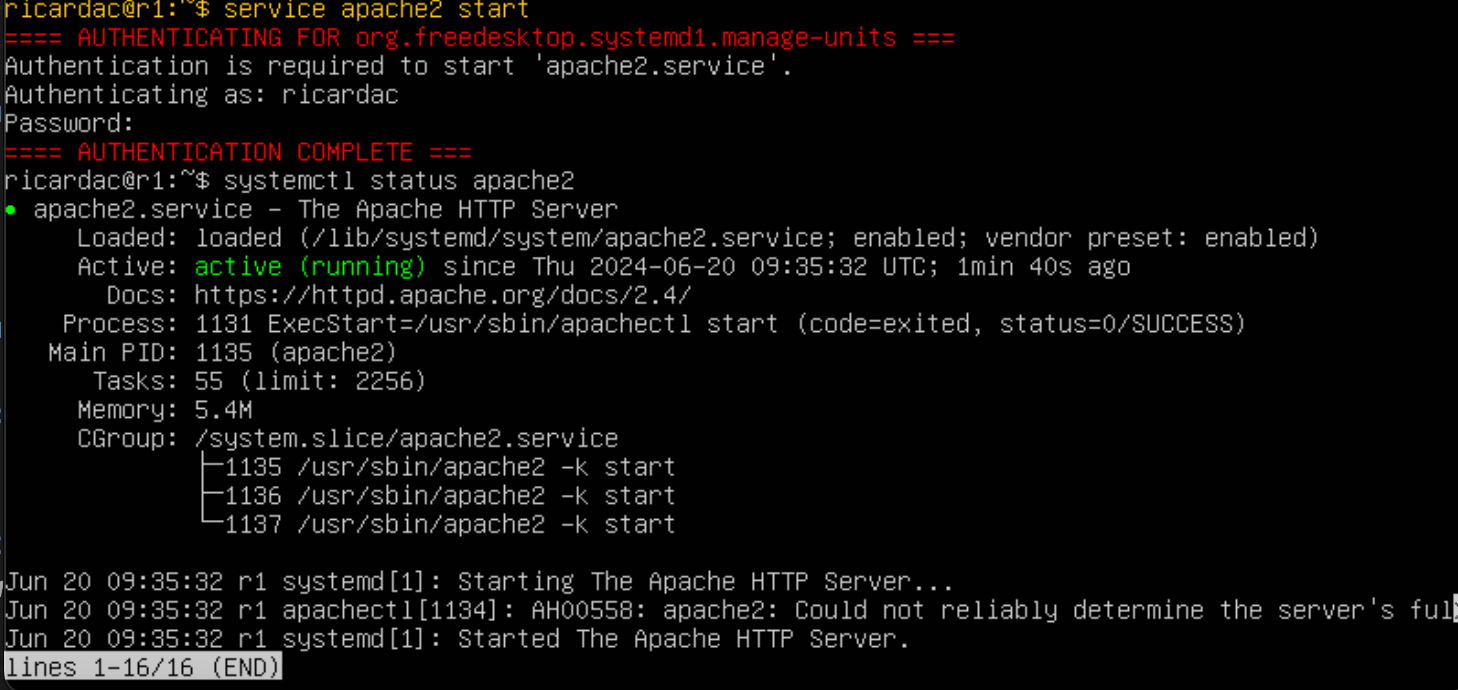 ricardac@r1:~$ service apache2 start
==== AUTHENTICATING FOR org.freedesktop.systemd1.manage-units ===
Authentication is required to start 'apache2.service'.
Authenticating as: ricardac
Password:
==== AUTHENTICATION COMPLETE ===
ricardac@r1:~$ systemctl status apache2
● apache2.service - The Apache HTTP Server
     Loaded: loaded (/lib/systemd/system/apache2.service; enabled; vendor preset: enabled)
     Active: active (running) since Thu 2024-06-20 09:35:32 UTC; 1min 40s ago
       Docs: https://httpd.apache.org/docs/2.4/
    Process: 1131 ExecStart=/usr/sbin/apachectl start (code=exited, status=0/SUCCESS)
   Main PID: 1135 (apache2)
      Tasks: 55 (limit: 2256)
     Memory: 5.4M
     CGroup: /system.slice/apache2.service
             ├─1135 /usr/sbin/apache2 -k start
             ├─1136 /usr/sbin/apache2 -k start
             └─1137 /usr/sbin/apache2 -k start

Jun 20 09:35:32 r1 systemd[1]: Starting The Apache HTTP Server...
Jun 20 09:35:32 r1 apachectl[1134]: AH00558: apache2: Could not reliably determine the server's ful>
Jun 20 09:35:32 r1 systemd[1]: Started The Apache HTTP Server.
lines 1-16/16 (END)